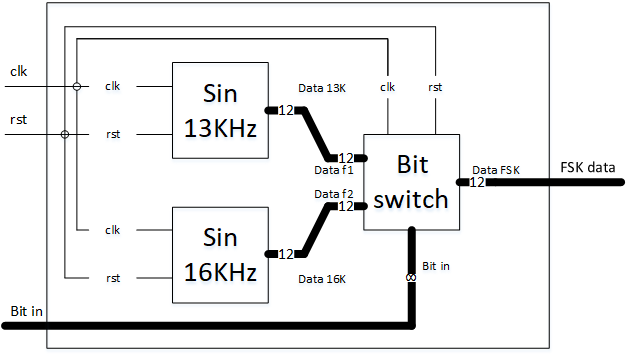 clk
rst
clk
rst
Sin
13KHz
12
Data 13K
clk
rst
12
Data f1
Data f2
12
Bit
switch
Data FSK
12
FSK data
clk
rst
Sin
16KHz
12
Data 16K
Bit in
∞
Bit in